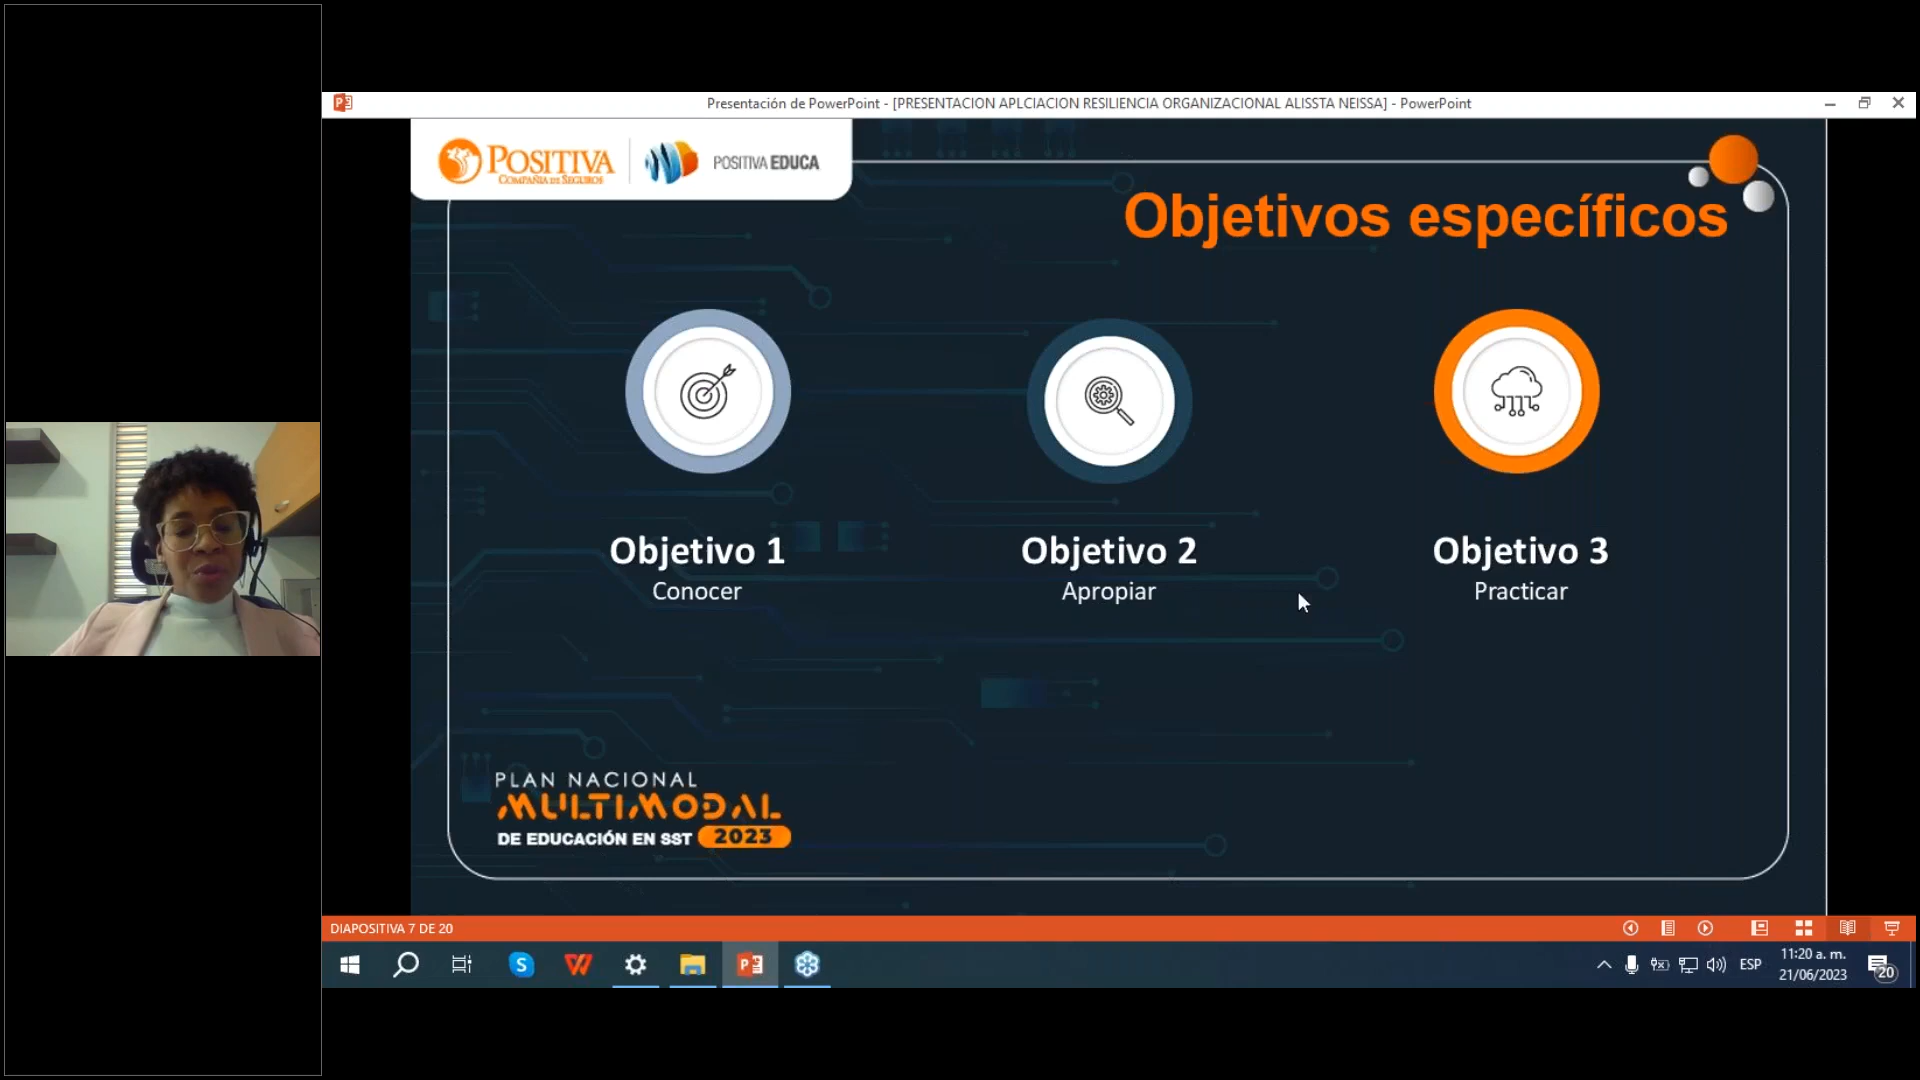 Presentación de PowerPoint - [PRESENTACION APLCIACION RESILIENCIA ORGANIZACIONAL ALISSTA NEISSA] - PowerPoint
POSITIVA
COMPAÑIA DE SEGUROS
POSITIVA EDUCA
Objetivos específicos
Objetivo 1
Conocer
Objetivo 2
Apropiar
Objetivo 3
Practicar
PLAN NACIONAL
MULTIMODAL
DE EDUCACIÓN EN SST 2023
DIAPOSITIVA 7 DE 20
ESP
11:20 a. m.
21/06/2023
20